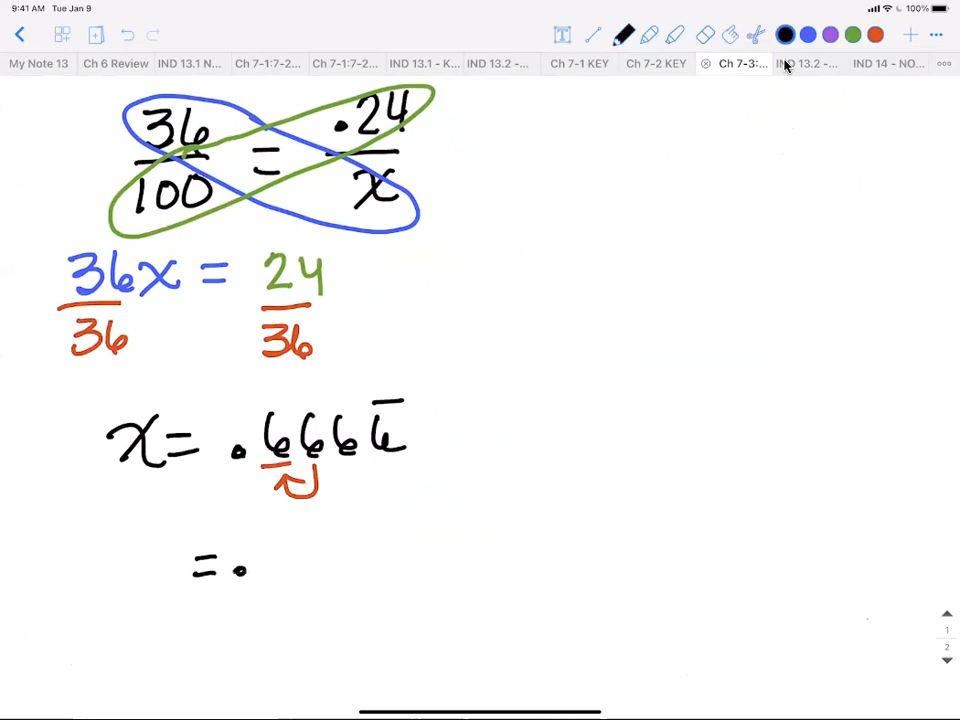 9:41 AM Tue Jan 9
100%
My Note 13
Ch 6 Review
IND 13.1 N...
Ch 7-1:7-2...
Ch 7-1:7-2...
IND 13.1 - K...
IND 13.2 -...
Ch 7-1 KEY
Ch 7-2 KEY
Ch 7-3:...
IND 13.2 -...
IND 14 - NO...
36/100 = .24/x
36x = 24
36 36
x = .6666̅
= .
1
2